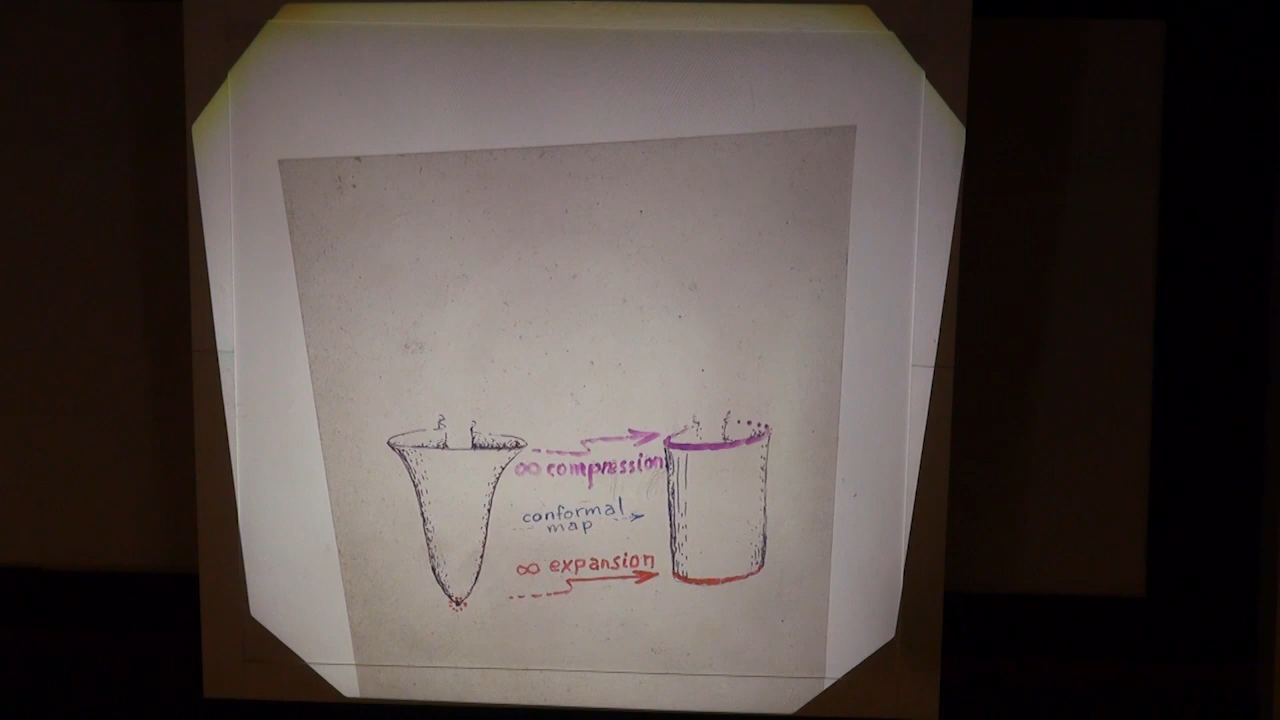 ∞ compression
conformal
map
∞ expansion